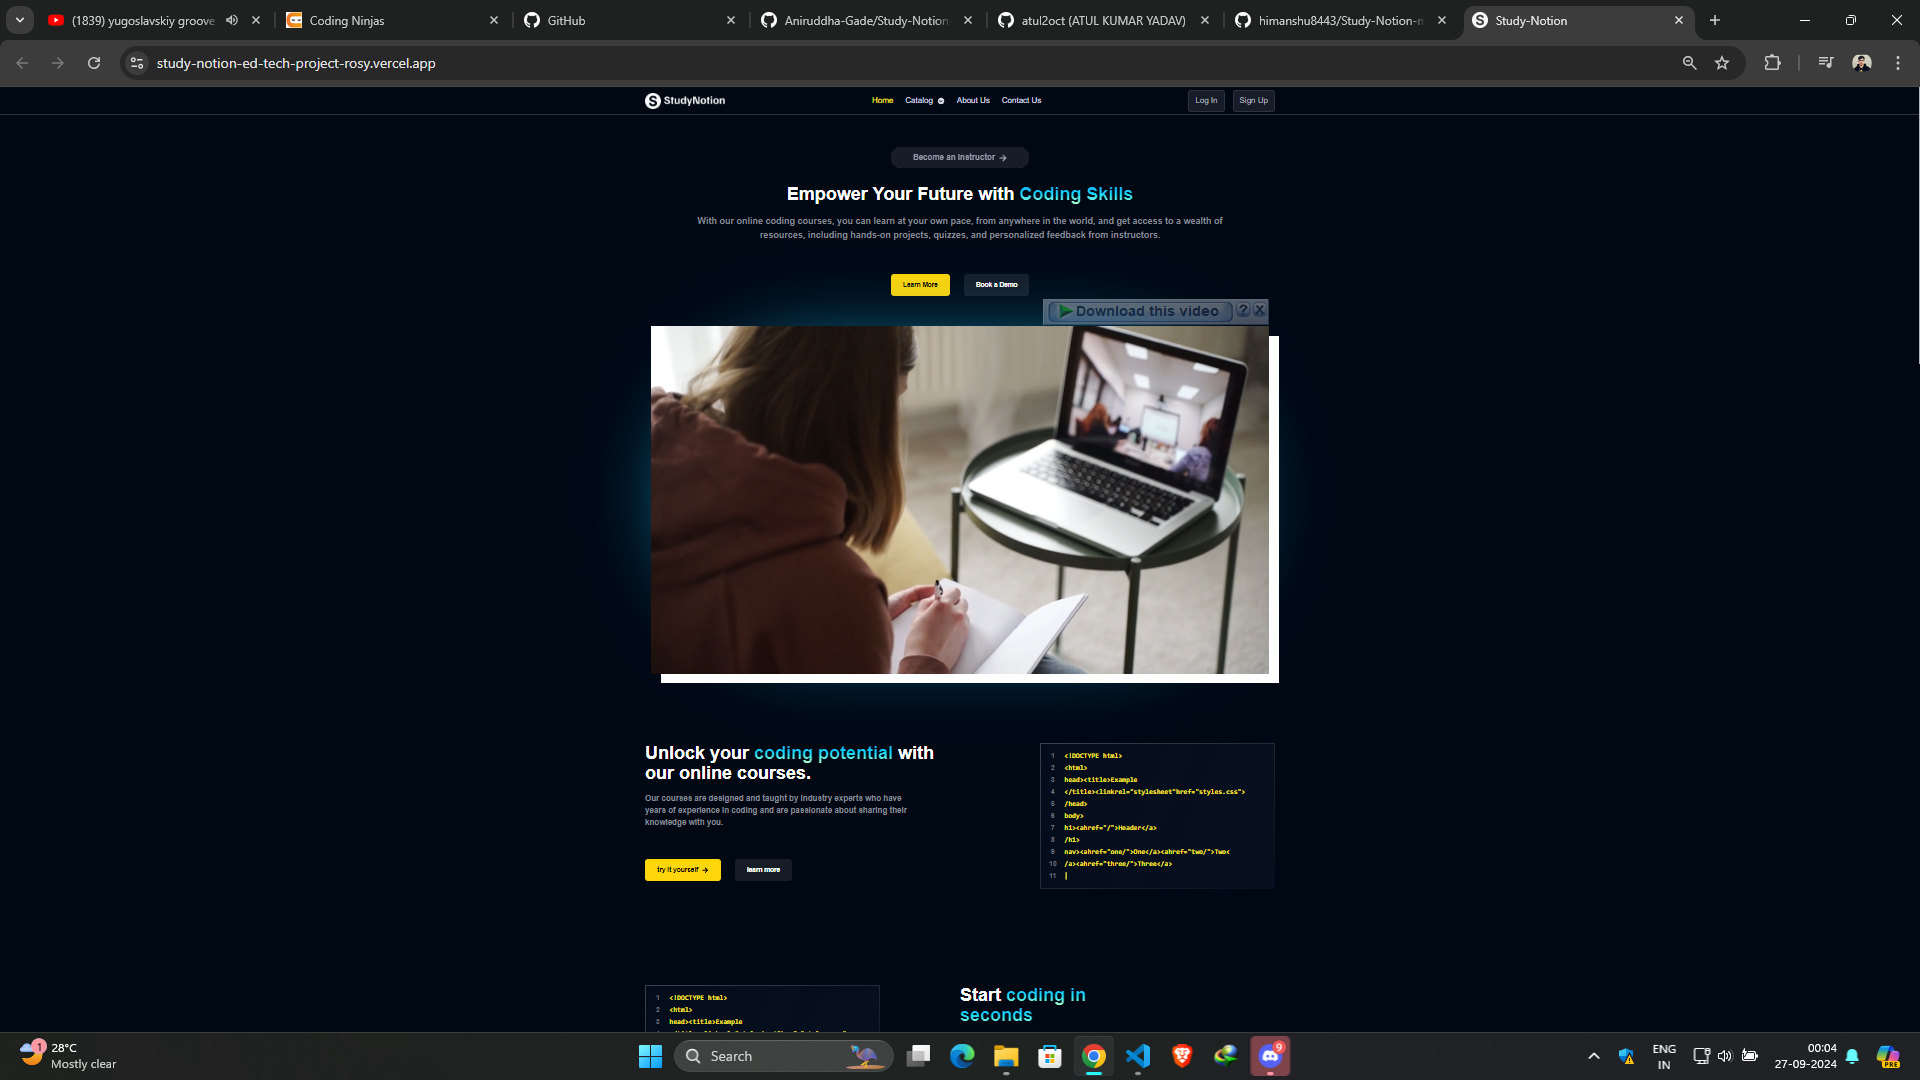 (1839) yugoslavskiy groove
Coding Ninjas
GitHub
Aniruddha-Gade/Study-Notion
atul2oct (ATUL KUMAR YADAV)
himanshu8443/Study-Notion-m
Study-Notion
study-notion-ed-tech-project-rosy.vercel.app
StudyNotion
Home Catalog About Us Contact Us
Log In Sign Up
Become an Instructor
Empower Your Future with Coding Skills
With our online coding courses, you can learn at your own pace, from anywhere in the world, and get access to a wealth of
resources, including hands-on projects, quizzes, and personalized feedback from instructors.
Learn More Book a Demo
Download this video ? X
Unlock your coding potential with
our online courses.
Our courses are designed and taught by industry experts who have
years of experience in coding and are passionate about sharing their
knowledge with you.
try it yourself learn more
1 <!DOCTYPE html>
2 <html>
3 head><title>Example
4 </title><linkrel="stylesheet"href="styles.css">
5 /head>
6 body>
7 h1><ahref="/">Header</a>
8 /h1>
9 nav><ahref="one/">One</a><ahref="two/">Two<
10 /a><ahref="three/">Three</a>
11 |
1 <!DOCTYPE html>
2 <html>
3 head><title>Example
Start coding in
seconds
1
28°C
Mostly clear
Search
9
ENG
IN
00:04
27-09-2024
PRE